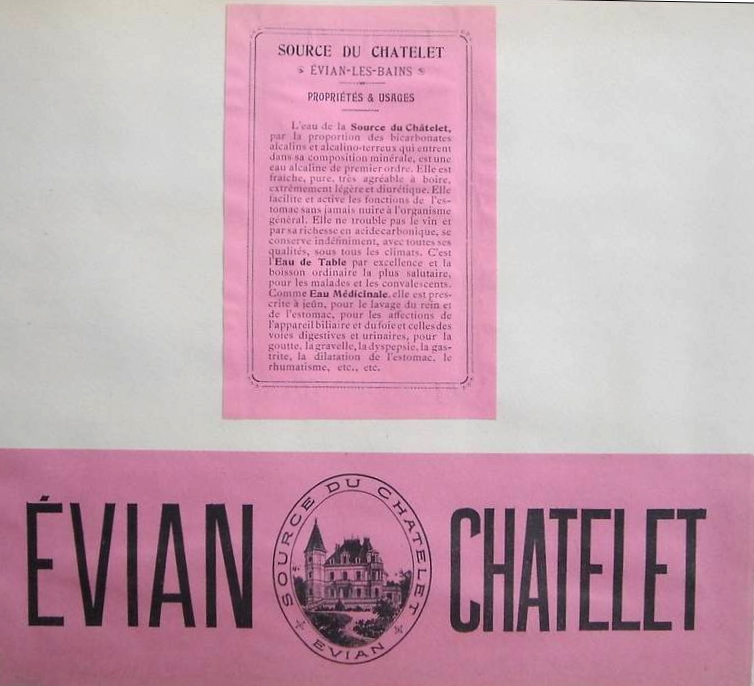 SOURCE DU CHATELET
ÉVIAN-LES-BAINS
PROPRIÉTÉS & USAGES
L'eau de la Source du Châtelet,
par la proportion des bicarbonates
alcalins et alcalino-terreux qui entrent
dans sa composition minérale, est une
eau alcaline de premier ordre. Elle est
fraîche, pure, très agréable à boire,
extrêmement légère et diurétique. Elle
facilite et active les fonctions de l'es-
tomac sans jamais nuire à l'organisme
général. Elle ne trouble pas le vin et
par sa richesse en acide carbonique, se
conserve indéfiniment, avec toutes ses
qualités, sous tous les climats. C'est
l'Eau de Table par excellence et la
boisson ordinaire la plus salutaire,
pour les malades et les convalescents.
Comme Eau Médicinale, elle est pres-
crite à jeûn, pour le lavage du rein et
de l'estomac, pour les affections de
l'appareil biliaire et du foie et celles des
voies digestives et urinaires, pour la
goutte, la gravelle, la dyspepsie, la gas-
trite, la dilatation de l'estomac, le
rhumatisme, etc., etc.
ÉVIAN
SOURCE DU CHATELET
EVIAN
CHATELET